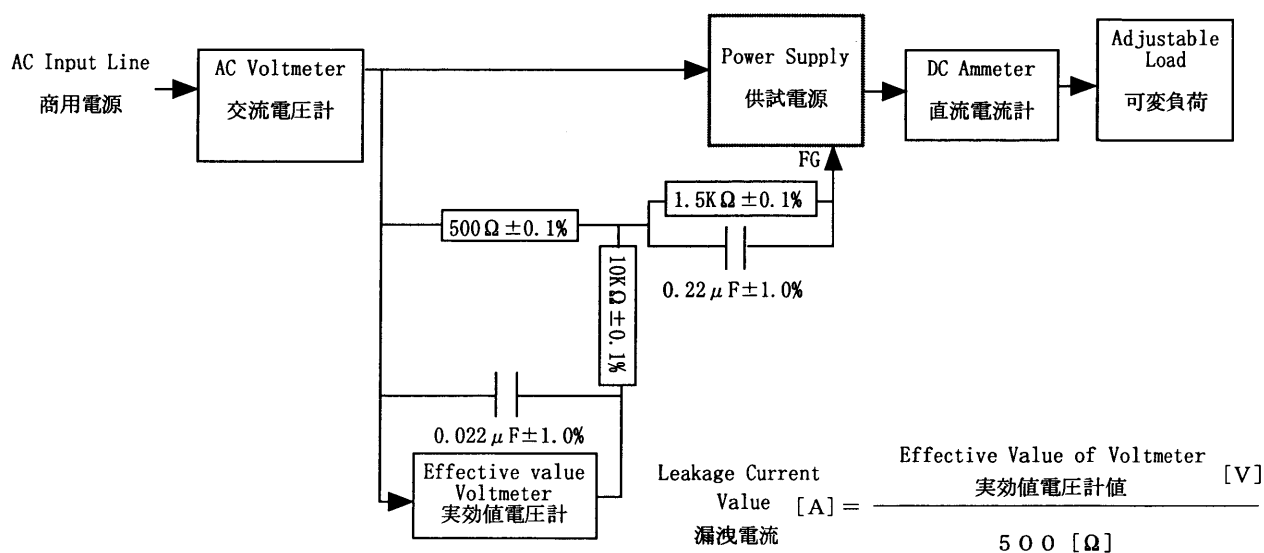 AC Input Line
商用電源
AC Voltmeter
交流電圧計
Power Supply
供試電源
DC Ammeter
直流電流計
Adjustable
Load
可変負荷
FG
1.5KΩ±0.1%
500Ω±0.1%
10KΩ±0.1%
0.22μF±1.0%
0.022μF±1.0%
Effective value
Voltmeter
実効値電圧計
Leakage Current
Value [A]=
漏洩電流
Effective Value of Voltmeter
実効値電圧計値 [V]
500 [Ω]